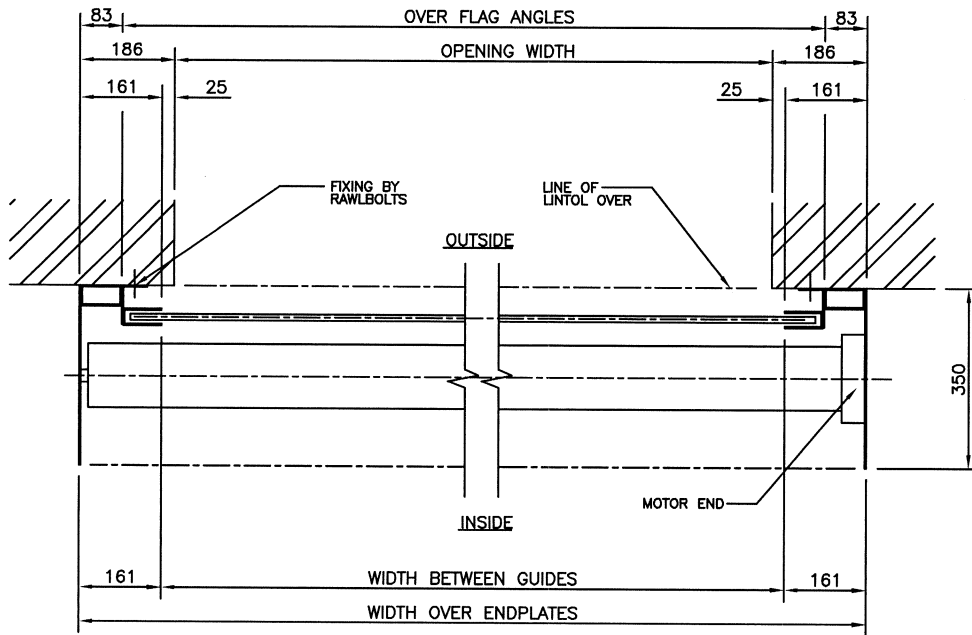 83
OVER FLAG ANGLES
83
186
OPENING WIDTH
186
161
25
25
161
FIXING BY
RAWLBOLTS
LINE OF
LINTOL OVER
OUTSIDE
350
MOTOR END
INSIDE
161
WIDTH BETWEEN GUIDES
161
WIDTH OVER ENDPLATES